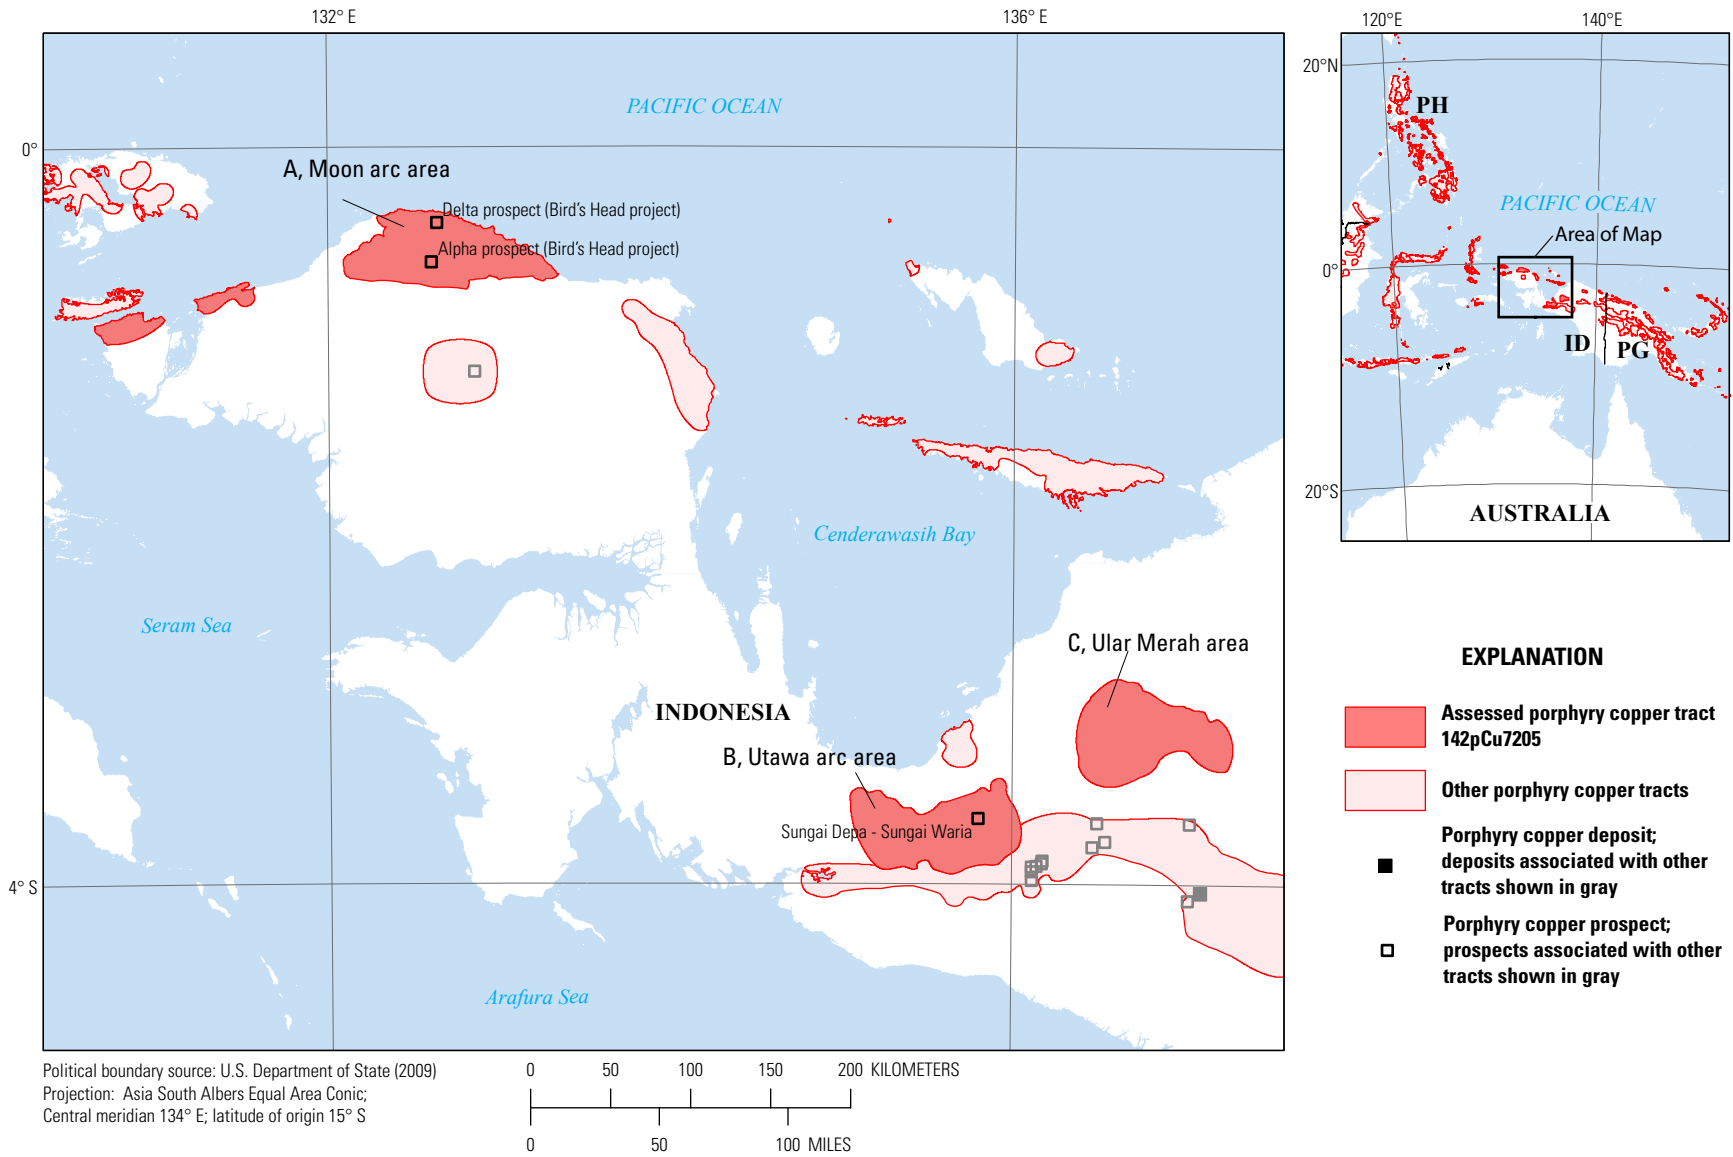 132° E
136° E
0°
4° S
PACIFIC OCEAN
A, Moon arc area
Delta prospect (Bird's Head project)
Alpha prospect (Bird's Head project)
Cenderawasih Bay
Seram Sea
C, Ular Merah area
INDONESIA
B, Utawa arc area
Sungai Depa - Sungai Waria
Arafura Sea
120°E
140°E
20°N
0°
20°S
PH
PACIFIC OCEAN
Area of Map
ID
PG
AUSTRALIA
EXPLANATION
Assessed porphyry copper tract
142pCu7205
Other porphyry copper tracts
Porphyry copper deposit;
deposits associated with other
tracts shown in gray
Porphyry copper prospect;
prospects associated with other
tracts shown in gray
Political boundary source: U.S. Department of State (2009)
Projection: Asia South Albers Equal Area Conic;
Central meridian 134° E; latitude of origin 15° S
0 50 100 150 200 KILOMETERS
0 50 100 MILES